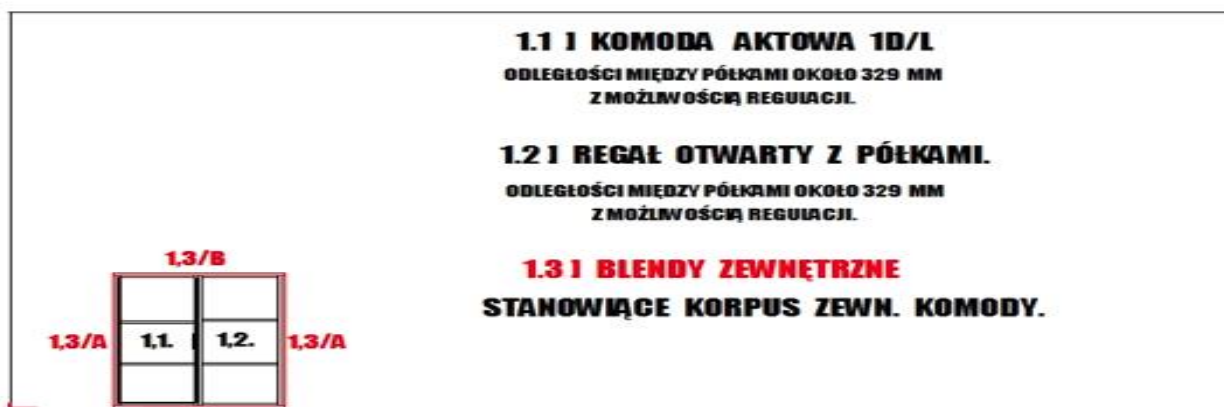 1.1 ] KOMODA AKTOWA 1D/L
ODLEGŁOŚCI MIĘDZY PÓŁKAMI OKOŁO 329 MM
Z MOŻLIWOŚCIĄ REGULACJI.
1.2 ] REGAŁ OTWARTY Z PÓŁKAMI.
ODLEGŁOŚCI MIĘDZY PÓŁKAMI OKOŁO 329 MM
Z MOŻLIWOŚCIĄ REGULACJI.
1.3 ] BLENDY ZEWNĘTRZNE
STANOWIĄCE KORPUS ZEWN. KOMODY.
1,3/B
1,3/A
1,1.
1,2.
1,3/A